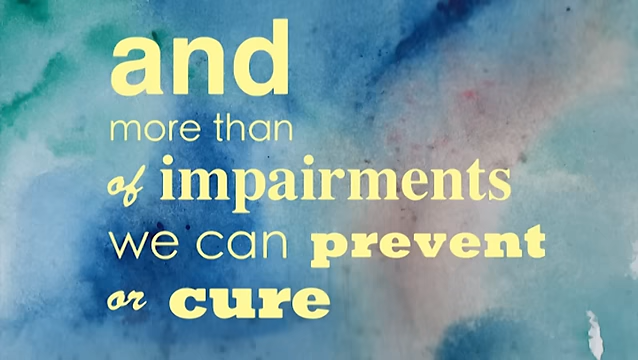 and
more than
of impairments
we can prevent
or cure